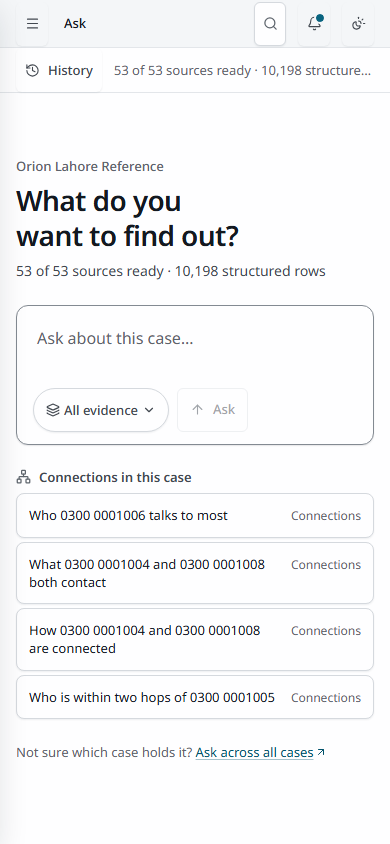 Ask
History
53 of 53 sources ready · 10,198 structure...
Orion Lahore Reference
What do you
want to find out?
53 of 53 sources ready · 10,198 structured rows
Ask about this case...
All evidence
Ask
Connections in this case
Who 0300 0001006 talks to most
Connections
What 0300 0001004 and 0300 0001008
both contact
Connections
How 0300 0001004 and 0300 0001008
are connected
Connections
Who is within two hops of 0300 0001005
Connections
Not sure which case holds it? Ask across all cases